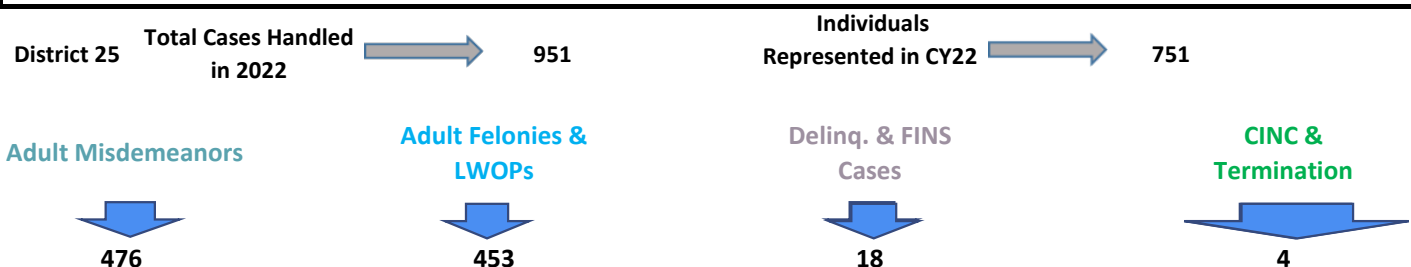 District 25
Total Cases Handled
in 2022
951
Individuals
Represented in CY22
751
Adult Misdemeanors
Adult Felonies &
LWOPs
Delinq. & FINS
Cases
CINC &
Termination
476
453
18
4